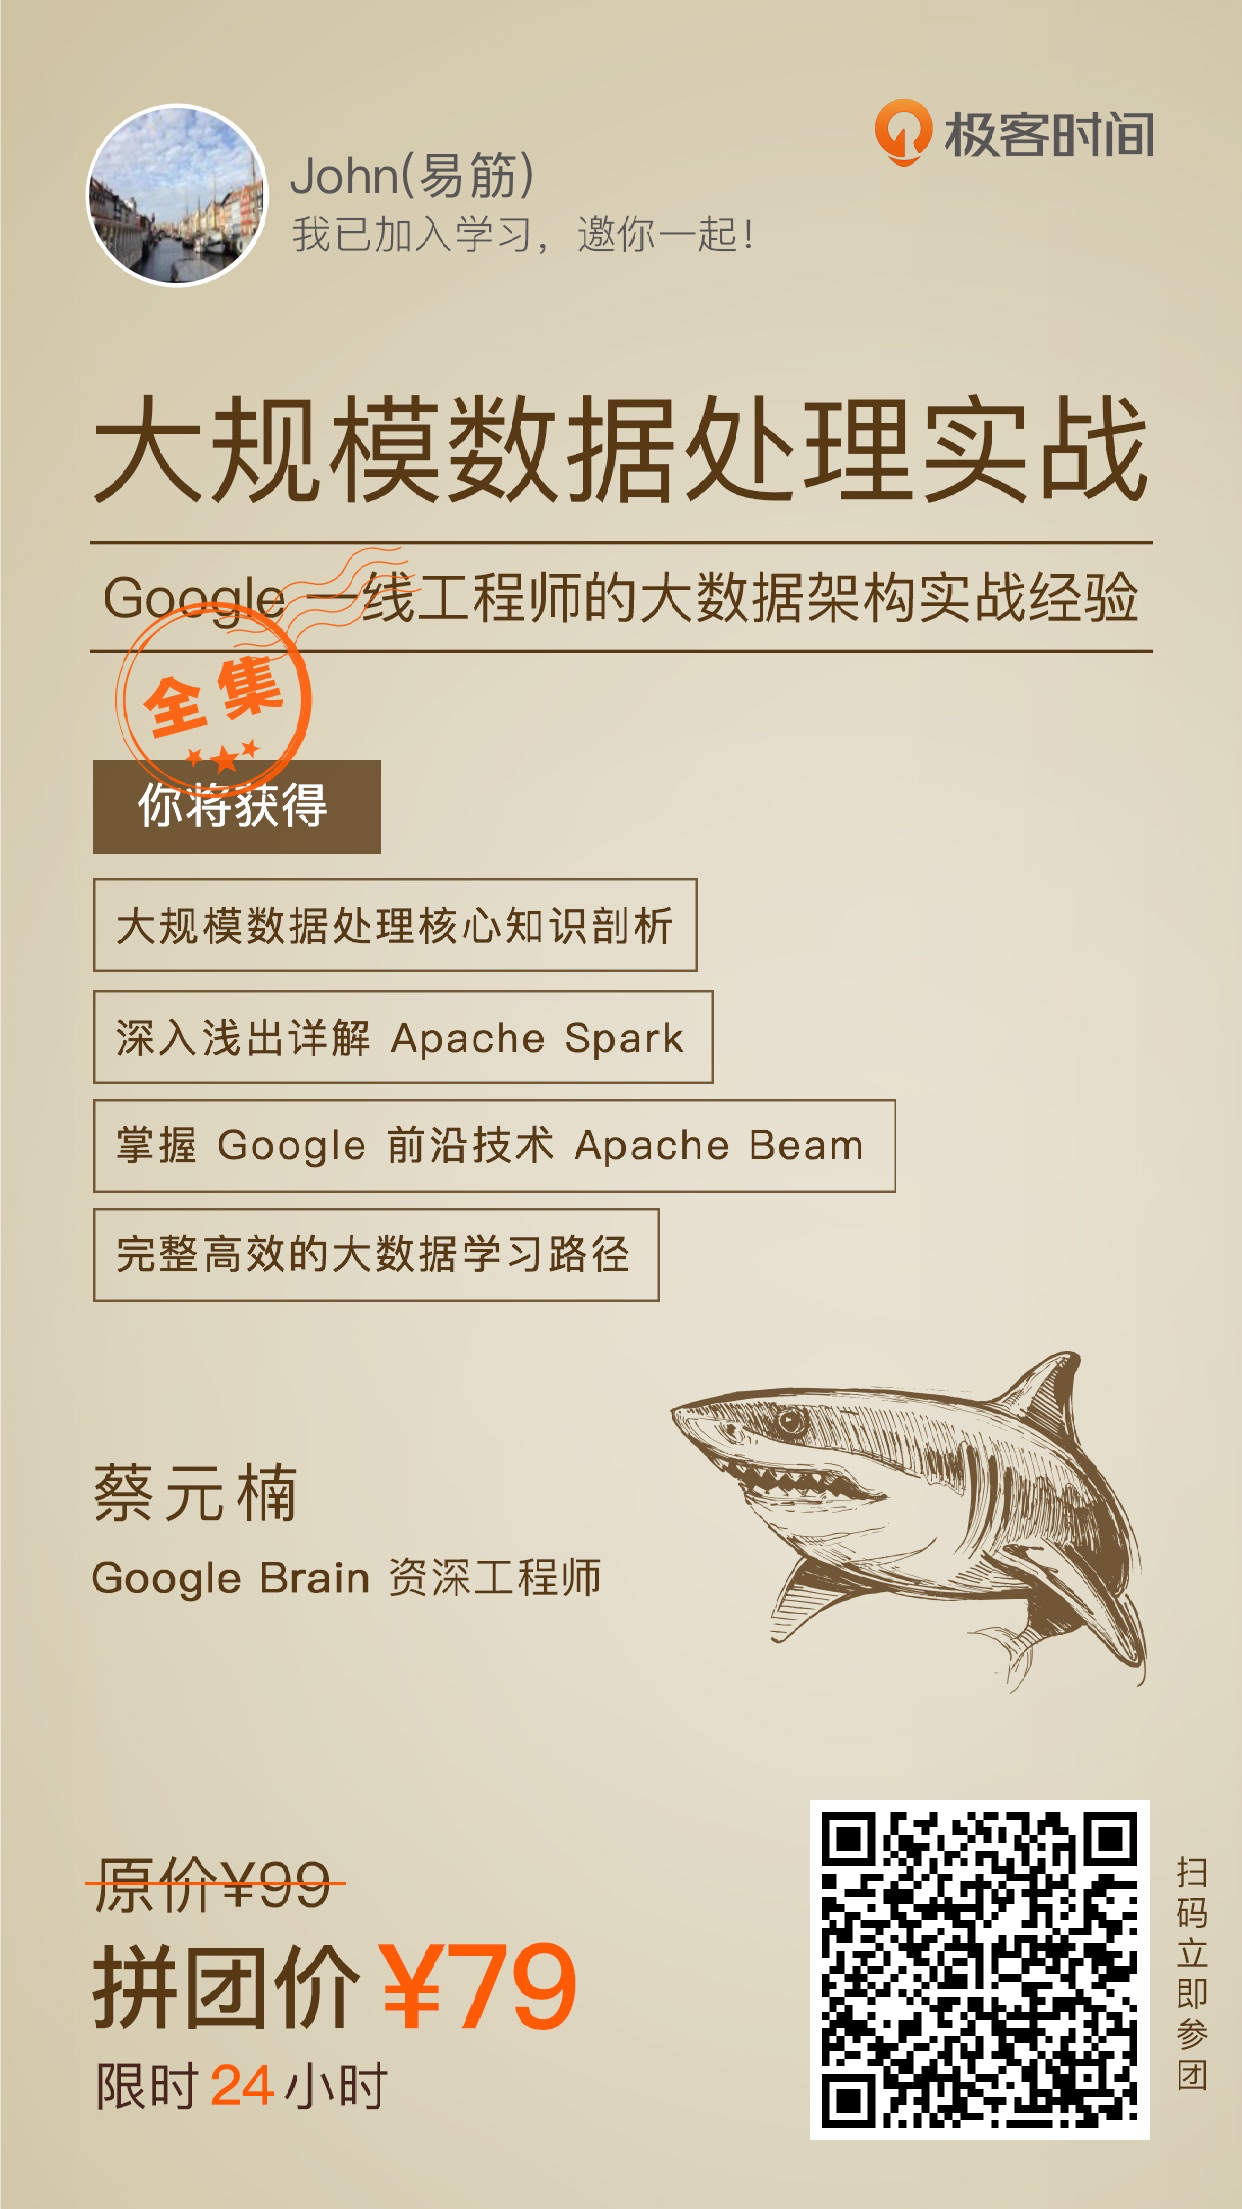 极客时间
John(易筋)
我已加入学习，邀你一起！
大规模数据处理实战
Google 一线工程师的大数据架构实战经验
全集
你将获得
大规模数据处理核心知识剖析
深入浅出详解 Apache Spark
掌握 Google 前沿技术 Apache Beam
完整高效的大数据学习路径
蔡元楠
Google Brain 资深工程师
原价¥99
拼团价 ¥79
限时 24 小时
扫码立即参团